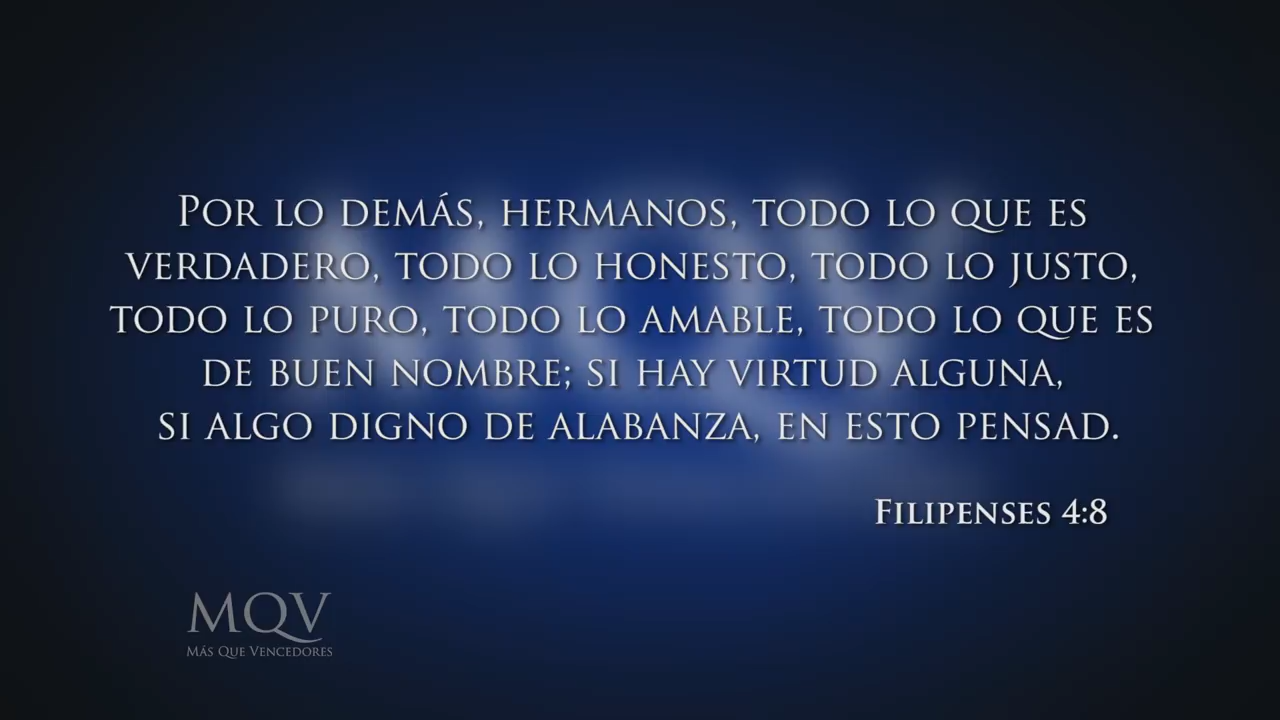 Por lo demás, hermanos, todo lo que es
verdadero, todo lo honesto, todo lo justo,
todo lo puro, todo lo amable, todo lo que es
de buen nombre; si hay virtud alguna,
si algo digno de alabanza, en esto pensad.
Filipenses 4:8
MQV
Más Que Vencedores